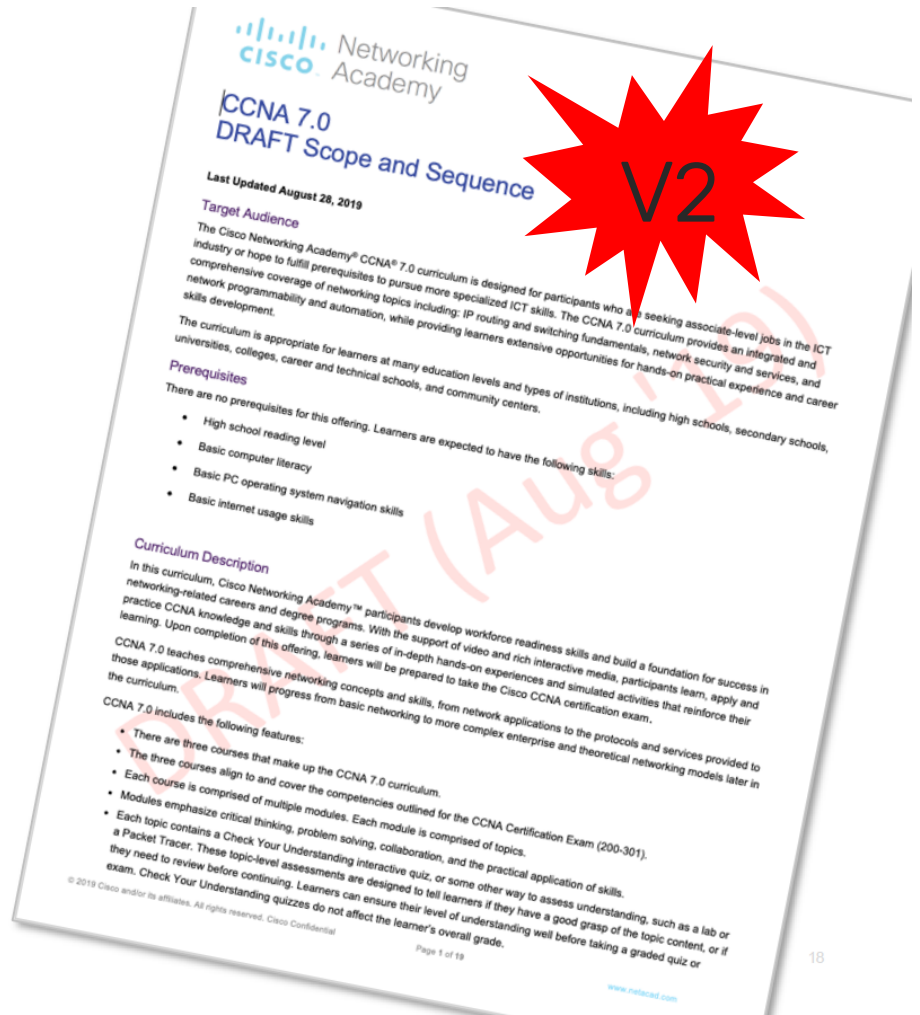 CISCO Networking
Academy
CCNA 7.0
DRAFT Scope and Sequence
V2
Last Updated August 28, 2019
Target Audience
The Cisco Networking Academy® CCNA® 7.0 curriculum is designed for participants who are seeking associate-level jobs in the ICT
industry or hope to fulfill prerequisites to pursue more specialized ICT skills. The CCNA 7.0 curriculum provides an integrated and
comprehensive coverage of networking topics including: IP routing and switching fundamentals, network security and services, and
network programmability and automation, while providing learners extensive opportunities for hands-on practical experience and career
skills development.
The curriculum is appropriate for learners at many education levels and types of institutions, including high schools, secondary schools,
universities, colleges, career and technical schools, and community centers.
Prerequisites
There are no prerequisites for this offering. Learners are expected to have the following skills:
• High school reading level
• Basic computer literacy
• Basic PC operating system navigation skills
• Basic internet usage skills
Curriculum Description
In this curriculum, Cisco Networking Academy™ participants develop workforce readiness skills and build a foundation for success in
networking-related careers and degree programs. With the support of video and rich interactive media, participants learn, apply and
practice CCNA knowledge and skills through a series of in-depth hands-on experiences and simulated activities that reinforce their
learning. Upon completion of this offering, learners will be prepared to take the Cisco CCNA certification exam.
CCNA 7.0 teaches comprehensive networking concepts and skills, from network applications to the protocols and services provided to
those applications. Learners will progress from basic networking to more complex enterprise and theoretical networking models later in
the curriculum.
CCNA 7.0 includes the following features:
• There are three courses that make up the CCNA 7.0 curriculum.
• The three courses align to and cover the competencies outlined for the CCNA Certification Exam (200-301).
• Each course is comprised of multiple modules. Each module is comprised of topics.
• Modules emphasize critical thinking, problem solving, collaboration, and the practical application of skills.
• Each topic contains a Check Your Understanding interactive quiz, or some other way to assess understanding, such as a lab or
a Packet Tracer. These topic-level assessments are designed to tell learners if they have a good grasp of the topic content, or if
they need to review before continuing. Learners can ensure their level of understanding well before taking a graded quiz or
exam. Check Your Understanding quizzes do not affect the learner's overall grade.
DRAFT (Aug '19)
© 2019 Cisco and/or its affiliates. All rights reserved. Cisco Confidential
Page 1 of 19
www.netacad.com
18